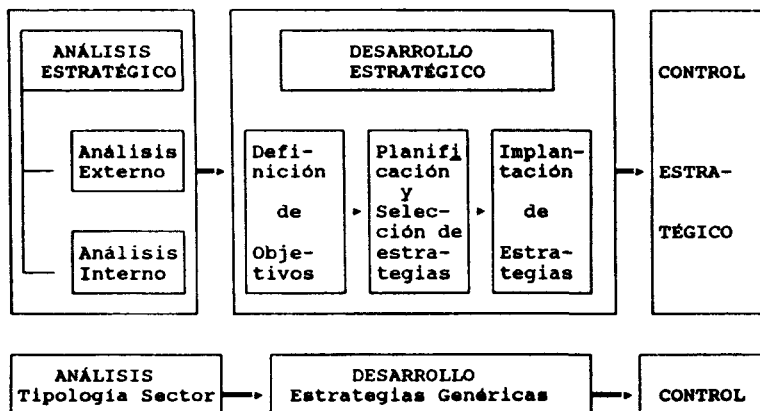 ANÁLISIS
ESTRATÉGICO
Análisis
Externo
Análisis
Interno
DESARROLLO
ESTRATÉGICO
Defi-
nición
de
Obje-
tivos
Planifi
cación
y
Selec-
ción de
estra-
tegias
Implan-
tación
de
Estra-
tegias
CONTROL
ESTRA-
TÉGICO
ANÁLISIS
Tipología Sector
DESARROLLO
Estrategias Genéricas
CONTROL